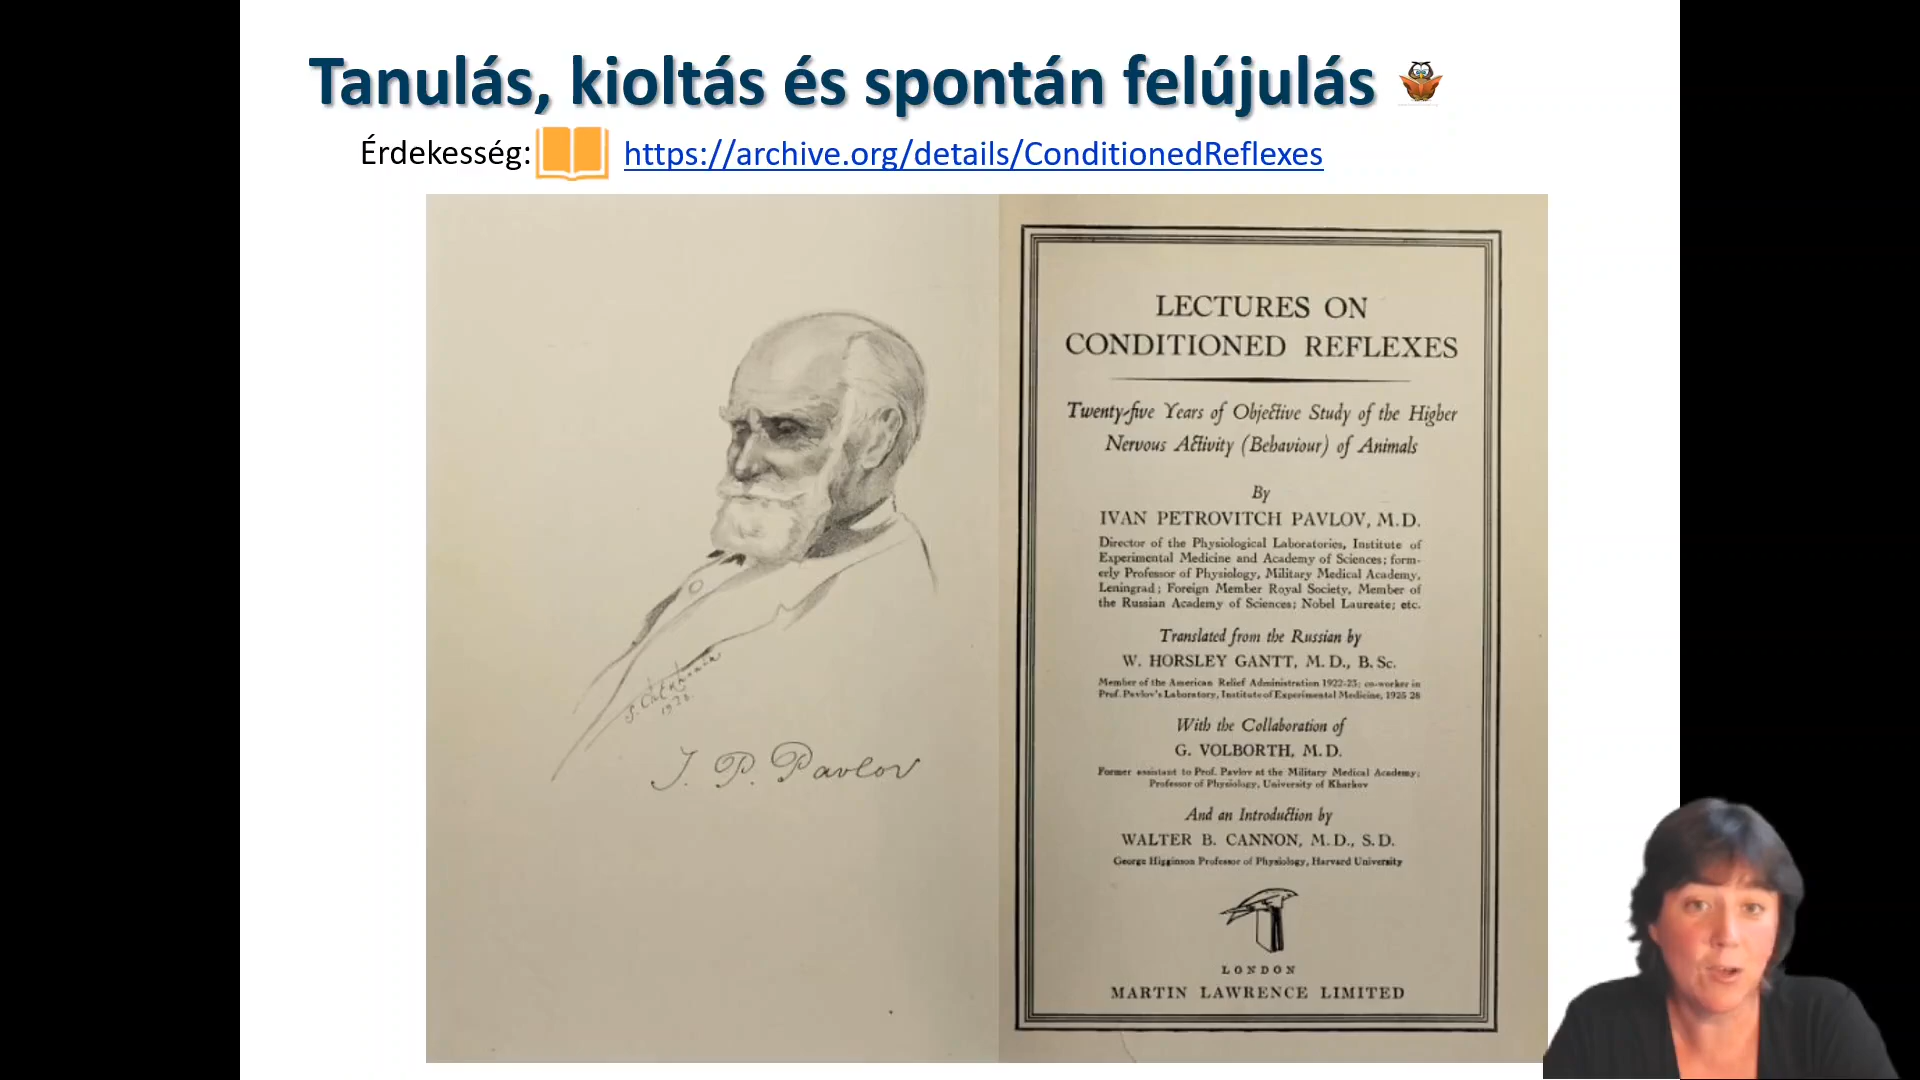 Tanulás, kioltás és spontán felújulás
Érdekesség: https://archive.org/details/ConditionedReflexes
LECTURES ON
CONDITIONED REFLEXES
Twenty-five Years of Objective Study of the Higher
Nervous Activity (Behaviour) of Animals
By
IVAN PETROVITCH PAVLOV, M.D.
Director of the Physiological Laboratories, Institute of
Experimental Medicine and Academy of Sciences; form-
erly Professor of Physiology, Military Medical Academy,
Leningrad; Foreign Member Royal Society, Member of
the Russian Academy of Sciences; Nobel Laureate; etc.
Translated from the Russian by
W. HORSLEY GANTT, M.D., B.Sc.
Member of the American Relief Administration 1922-23; co-worker in
Prof. Pavlov's Laboratory, Institute of Experimental Medicine, 1925-28
With the Collaboration of
G. VOLBORTH, M.D.
Former assistant to Prof. Pavlov at the Military Medical Academy;
Professor of Physiology, University of Kharkov
And an Introduction by
WALTER B. CANNON, M.D., S.D.
George Higginson Professor of Physiology, Harvard University
LONDON
MARTIN LAWRENCE LIMITED
J. P. Pavlov